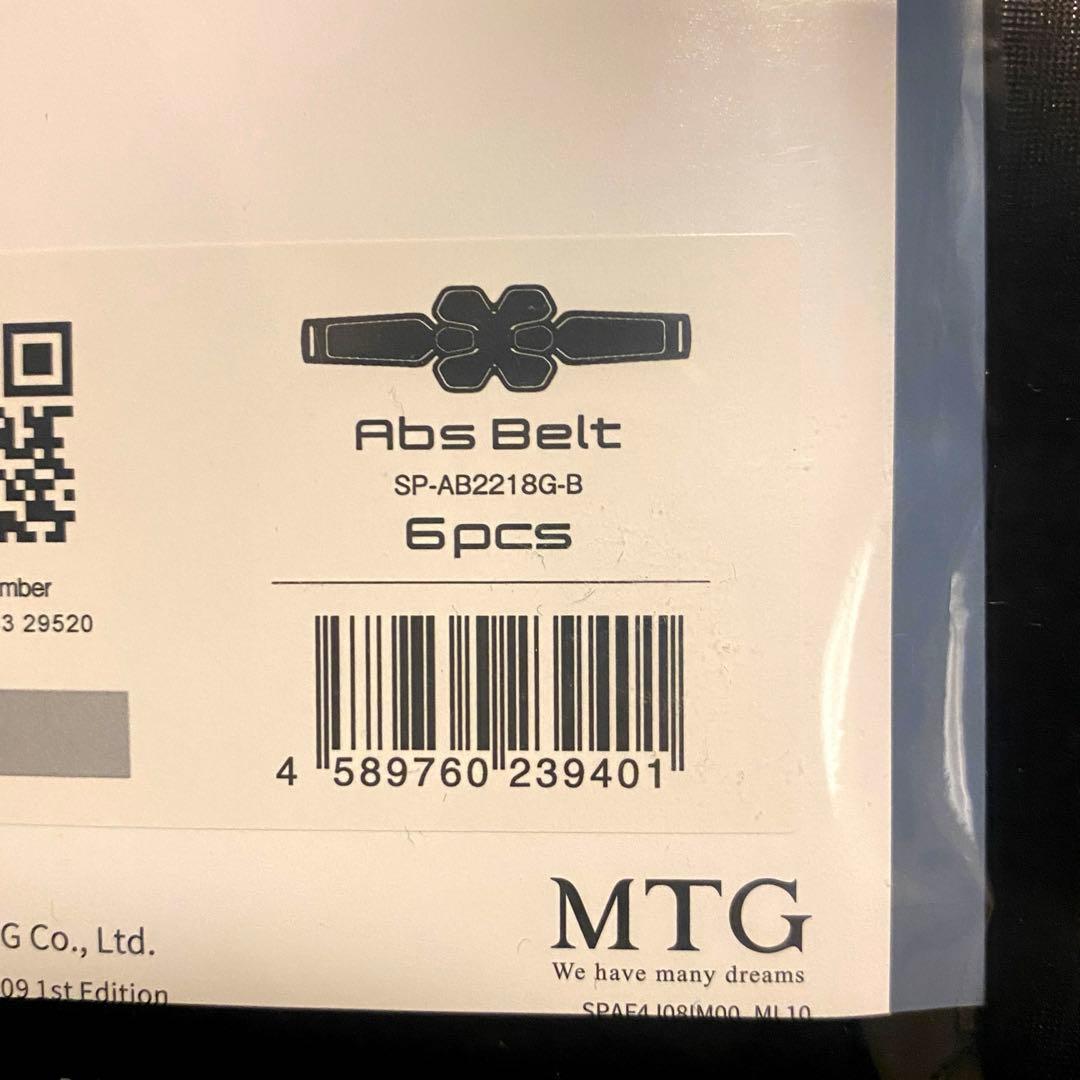 Abs Belt
SP-AB2218G-B
6pcs
mber
3 29520
4 589760 239401
MTG
G Co., Ltd.
We have many dreams
09 1st Edition